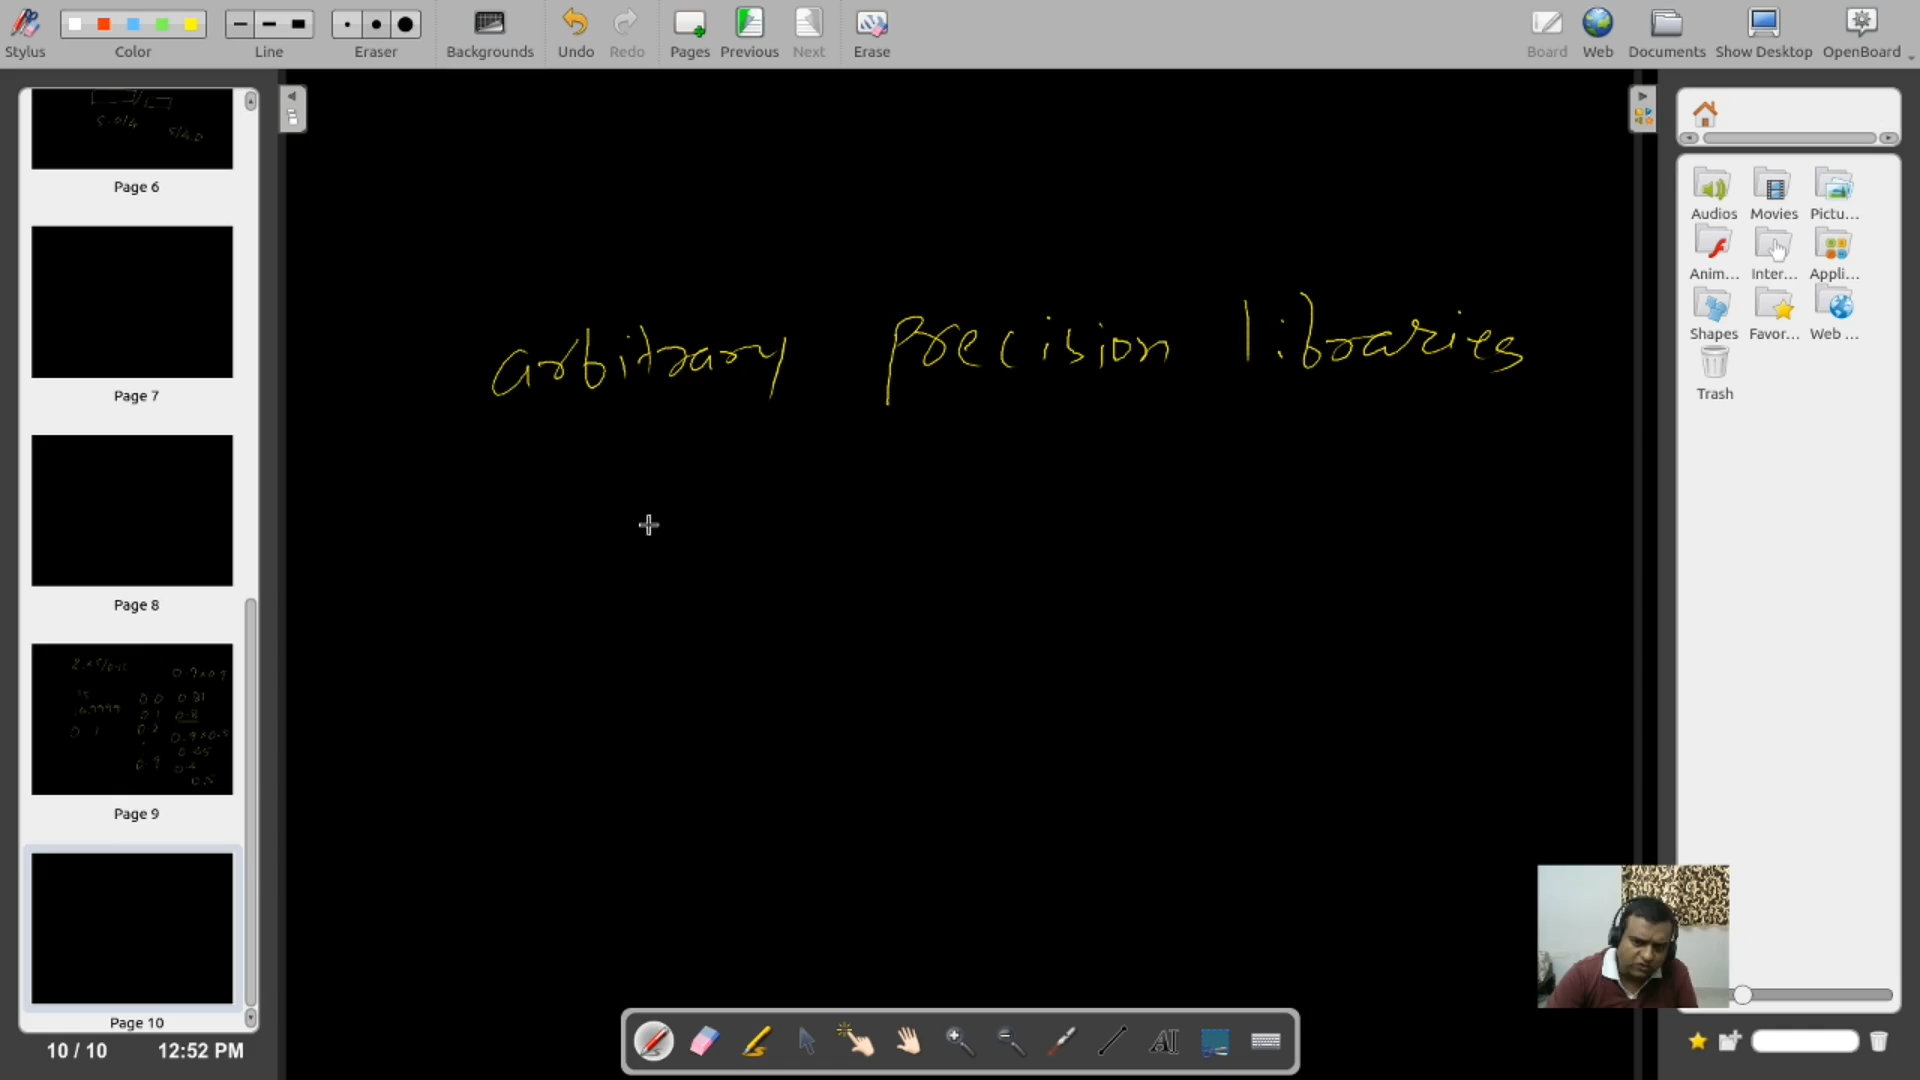 Stylus
Color
Line
Eraser
Backgrounds
Undo
Redo
Pages
Previous
Next
Erase
Board
Web
Documents
Show Desktop
OpenBoard
Page 6
Page 7
Page 8
Page 9
Page 10
10 / 10
12:52 PM
arbitrary precision libraries
Audios
Movies
Pictu...
Anim...
Inter...
Appli...
Shapes
Favor...
Web ...
Trash
AI